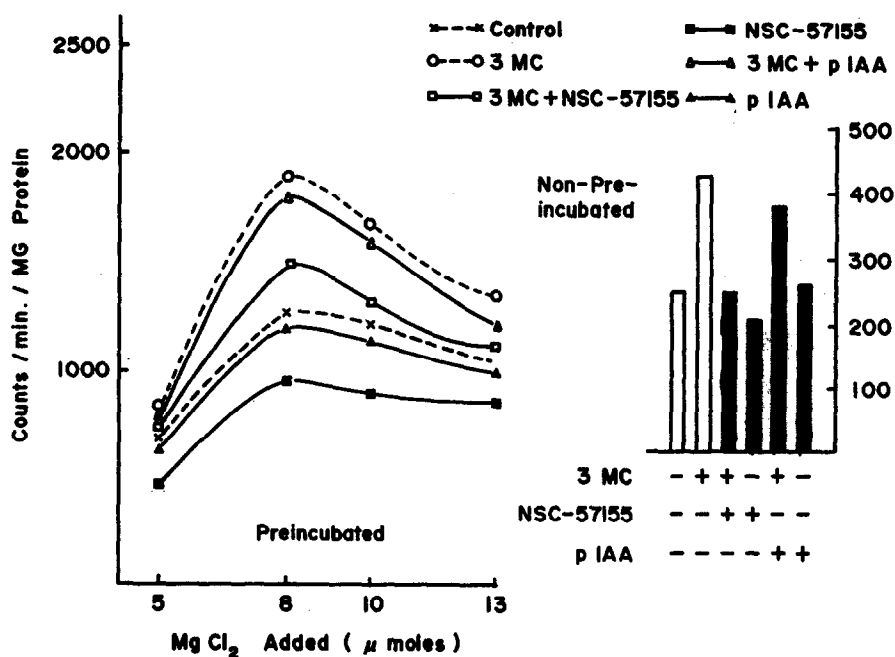 2500
2000
1000
Counts / min. / MG Protein
Control
3 MC
3 MC + NSC-57155
NSC-57155
3 MC + p IAA
p IAA
Preincubated
5 8 10 13
Mg Cl₂ Added ( μ moles )
Non-Pre-
incubated
500
400
300
200
100
3 MC - + + - + -
NSC-57155 - - + + - -
p IAA - - - - + +